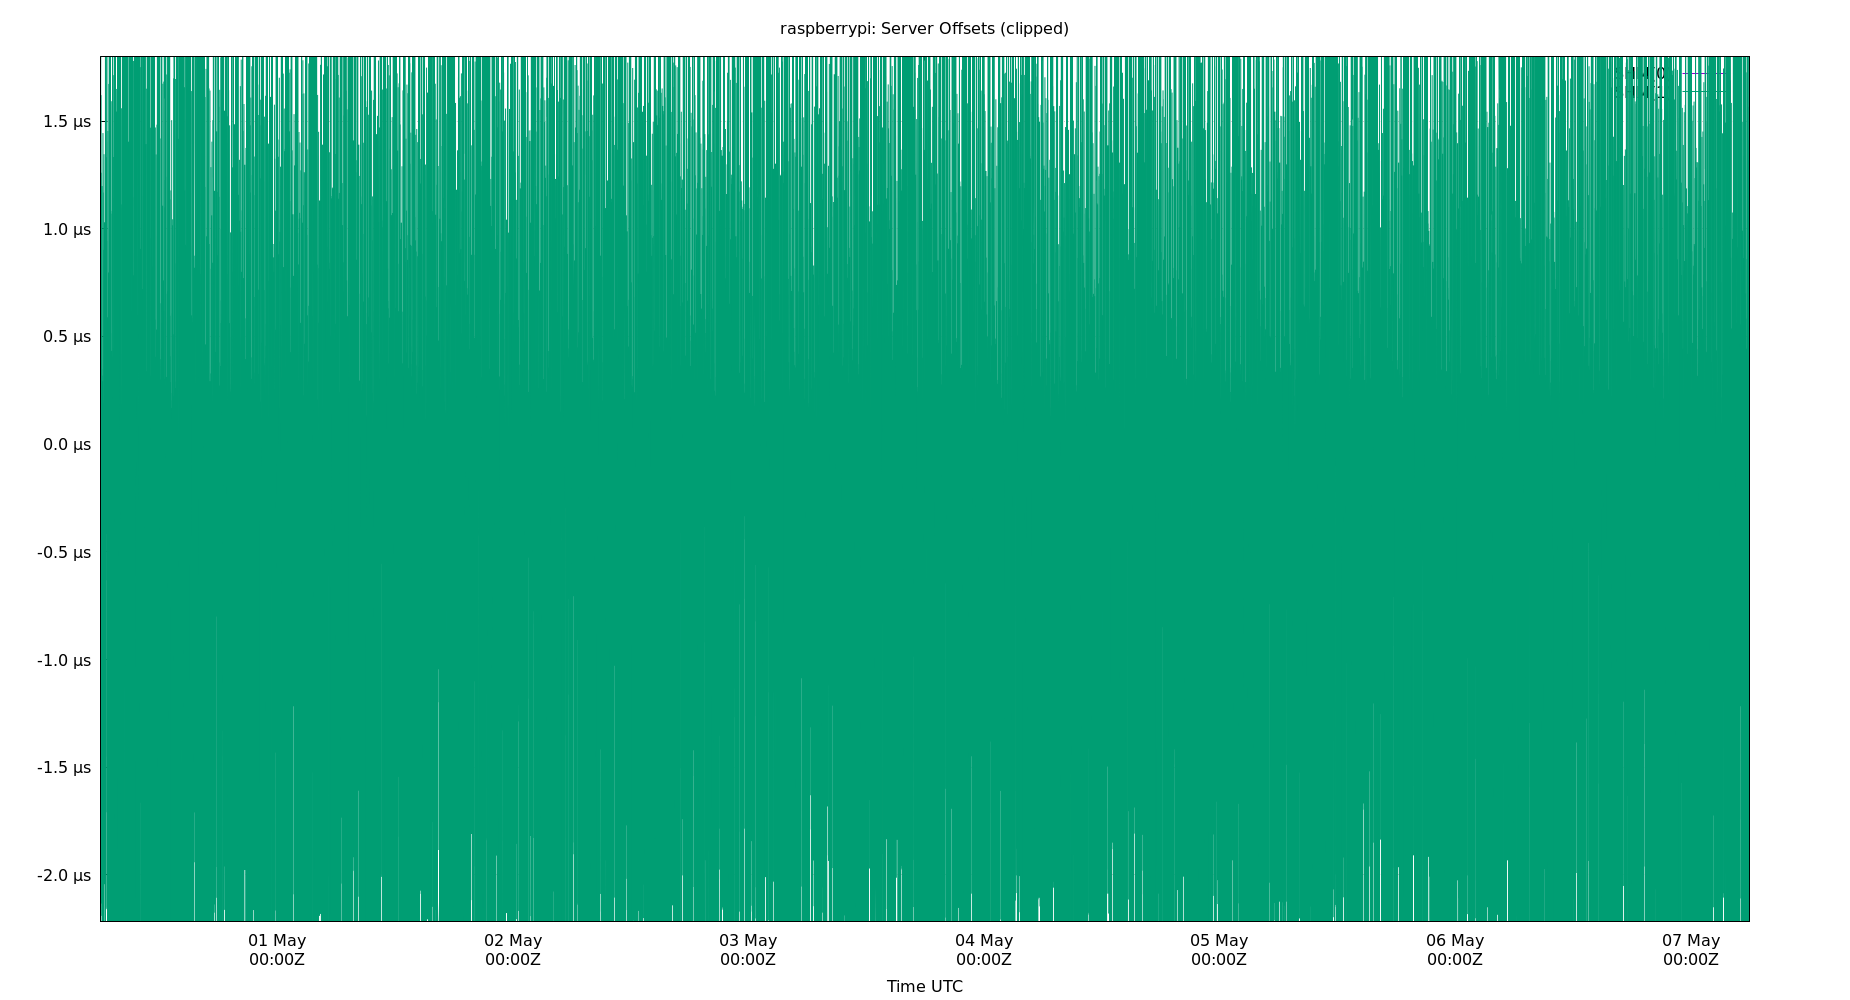 raspberrypi: Server Offsets (clipped)
1.5 µs
1.0 µs
0.5 µs
0.0 µs
-0.5 µs
-1.0 µs
-1.5 µs
-2.0 µs
01 May 02 May 03 May 04 May 05 May 06 May 07 May
00:00Z 00:00Z 00:00Z 00:00Z 00:00Z 00:00Z 00:00Z
Time UTC